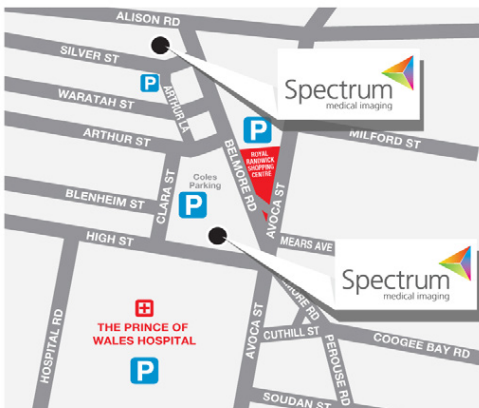 ALISON RD
SILVER ST
P
WARATAH ST
ARTHUR LA
ARTHUR ST
Spectrum
medical imaging
P
MILFORD ST
BELMORE RD
ROYAL
RANDWICK
SHOPPING
CENTRE
Coles
Parking
P
CLARA ST
BLENHEIM ST
AVOCA ST
HIGH ST
MEARS AVE
Spectrum
medical imaging
HOSPITAL RD
THE PRINCE OF
WALES HOSPITAL
P
AVOCA ST
MORE RD
CUTHILL ST
PEROUSE RD
COOGEE BAY RD
SOUDAN ST